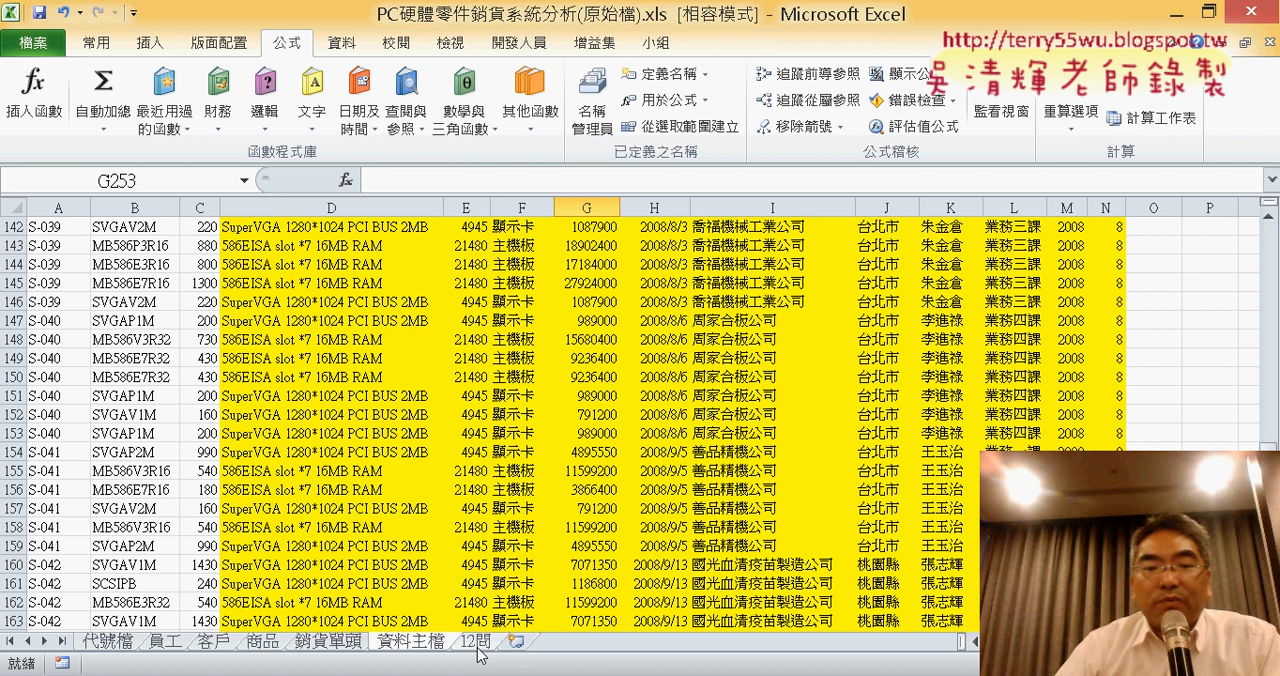 PC硬體零件銷貨系統分析(原始檔).xls [相容模式] - Microsoft Excel
檔案 常用 插入 版面配置 公式 資料 校閱 檢視 開發人員 增益集 小組
http://terry55wu.blogspot.tw
吳清輝老師錄製
插入函數 自動加總 最近用過的函數 財務 邏輯 文字 日期及時間 查閱與參照 數學與三角函數 其他函數 名稱管理員 定義名稱 用於公式 從選取範圍建立 追蹤前導參照 追蹤從屬參照 移除箭號 顯示公 錯誤檢查 評估值公式 監看視窗 重算選項 計算工作表
函數程式庫 已定義之名稱 公式稽核 計算
G253 fx
A B C D E F G H I J K L M N O P
142 S-039 SVGAV2M 220 SuperVGA 1280*1024 PCI BUS 2MB 4945 顯示卡 1087900 2008/8/3 喬福機械工業公司 台北市 朱金倉 業務三課 2008 8
143 S-039 MB586P3R16 880 586EISA slot *7 16MB RAM 21480 主機板 18902400 2008/8/3 喬福機械工業公司 台北市 朱金倉 業務三課 2008 8
144 S-039 MB586E3R16 800 586EISA slot *7 16MB RAM 21480 主機板 17184000 2008/8/3 喬福機械工業公司 台北市 朱金倉 業務三課 2008 8
145 S-039 MB586E7R16 1300 586EISA slot *7 16MB RAM 21480 主機板 27924000 2008/8/3 喬福機械工業公司 台北市 朱金倉 業務三課 2008 8
146 S-039 SVGAV2M 220 SuperVGA 1280*1024 PCI BUS 2MB 4945 顯示卡 1087900 2008/8/3 喬福機械工業公司 台北市 朱金倉 業務三課 2008 8
147 S-040 SVGAP1M 200 SuperVGA 1280*1024 PCI BUS 2MB 4945 顯示卡 989000 2008/8/6 周家合板公司 台北市 李進祿 業務四課 2008 8
148 S-040 MB586V3R32 730 586EISA slot *7 16MB RAM 21480 主機板 15680400 2008/8/6 周家合板公司 台北市 李進祿 業務四課 2008 8
149 S-040 MB586E7R32 430 586EISA slot *7 16MB RAM 21480 主機板 9236400 2008/8/6 周家合板公司 台北市 李進祿 業務四課 2008 8
150 S-040 MB586E7R32 430 586EISA slot *7 16MB RAM 21480 主機板 9236400 2008/8/6 周家合板公司 台北市 李進祿 業務四課 2008 8
151 S-040 SVGAP1M 200 SuperVGA 1280*1024 PCI BUS 2MB 4945 顯示卡 989000 2008/8/6 周家合板公司 台北市 李進祿 業務四課 2008 8
152 S-040 SVGAV1M 160 SuperVGA 1280*1024 PCI BUS 2MB 4945 顯示卡 791200 2008/8/6 周家合板公司 台北市 李進祿 業務四課 2008 8
153 S-040 SVGAP1M 200 SuperVGA 1280*1024 PCI BUS 2MB 4945 顯示卡 989000 2008/8/6 周家合板公司 台北市 李進祿 業務四課 2008 8
154 S-041 SVGAP2M 990 SuperVGA 1280*1024 PCI BUS 2MB 4945 顯示卡 4895550 2008/9/5 善品精機公司 台北市 王玉治
155 S-041 MB586V3R16 540 586EISA slot *7 16MB RAM 21480 主機板 11599200 2008/9/5 善品精機公司 台北市 王玉治
156 S-041 MB586E7R16 180 586EISA slot *7 16MB RAM 21480 主機板 3866400 2008/9/5 善品精機公司 台北市 王玉治
157 S-041 SVGAV2M 160 SuperVGA 1280*1024 PCI BUS 2MB 4945 顯示卡 791200 2008/9/5 善品精機公司 台北市 王玉治
158 S-041 MB586V3R16 540 586EISA slot *7 16MB RAM 21480 主機板 11599200 2008/9/5 善品精機公司 台北市 王玉治
159 S-041 SVGAP2M 990 SuperVGA 1280*1024 PCI BUS 2MB 4945 顯示卡 4895550 2008/9/5 善品精機公司 台北市 王玉治
160 S-042 SVGAV1M 1430 SuperVGA 1280*1024 PCI BUS 2MB 4945 顯示卡 7071350 2008/9/13 國光血清疫苗製造公司 桃園縣 張志輝
161 S-042 SCSIPB 240 SuperVGA 1280*1024 PCI BUS 2MB 4945 顯示卡 1186800 2008/9/13 國光血清疫苗製造公司 桃園縣 張志輝
162 S-042 MB586E3R32 540 586EISA slot *7 16MB RAM 21480 主機板 11599200 2008/9/13 國光血清疫苗製造公司 桃園縣 張志輝
163 S-042 SVGAV1M 1430 SuperVGA 1280*1024 PCI BUS 2MB 4945 顯示卡 7071350 2008/9/13 國光血清疫苗製造公司 桃園縣 張志輝
代號檔 員工 客戶 商品 銷貨單頭 資料主檔 12問
就緒